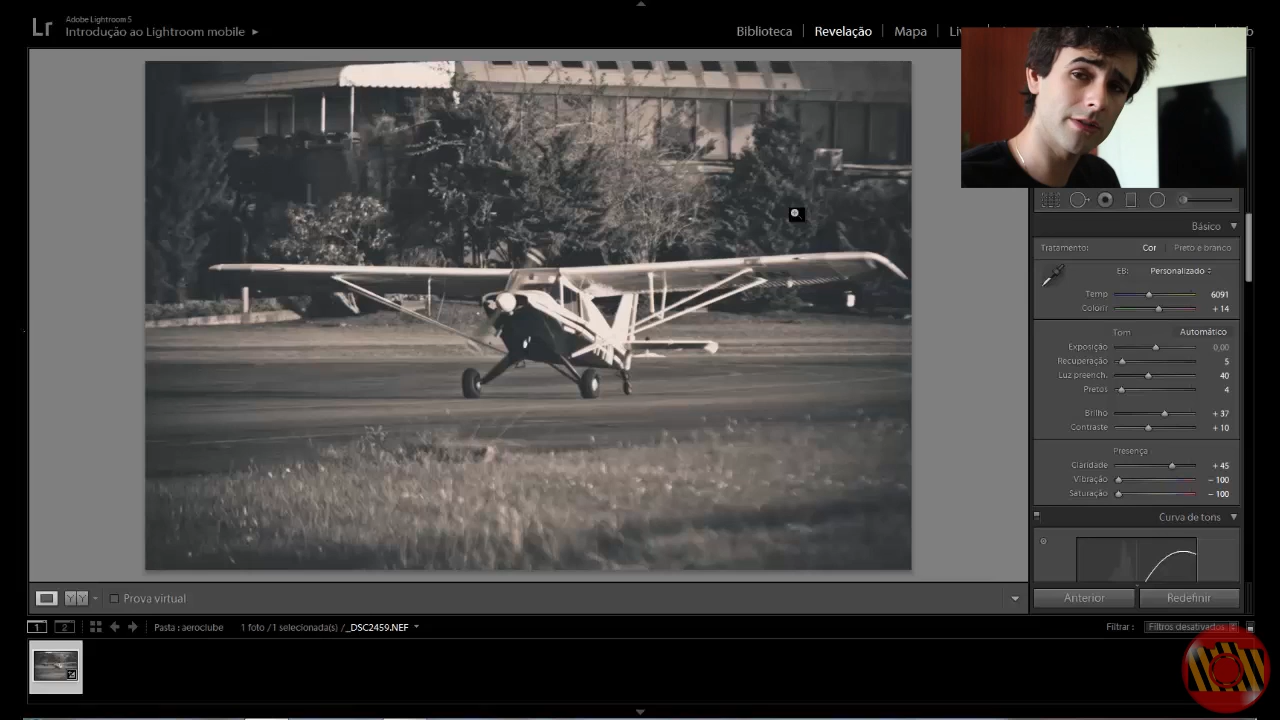 Lr
Adobe Lightroom 5
Introdução ao Lightroom mobile
Biblioteca | Revelação | Mapa |
Básico
Tratamento: Cor | Preto e branco
EB: Personalizado
Temp 6091
Colorir + 14
Tom Automático
Exposição 0,00
Recuperação 5
Luz preench. 40
Pretos 4
Brilho + 37
Contraste + 10
Presença
Claridade + 45
Vibração – 100
Saturação – 100
Curva de tons
Anterior Redefinir
YY Prova virtual
1 2 Pasta : aeroclube 1 foto /1 selecionada(s) /_DSC2459.NEF Filtrar : Filtros desativados